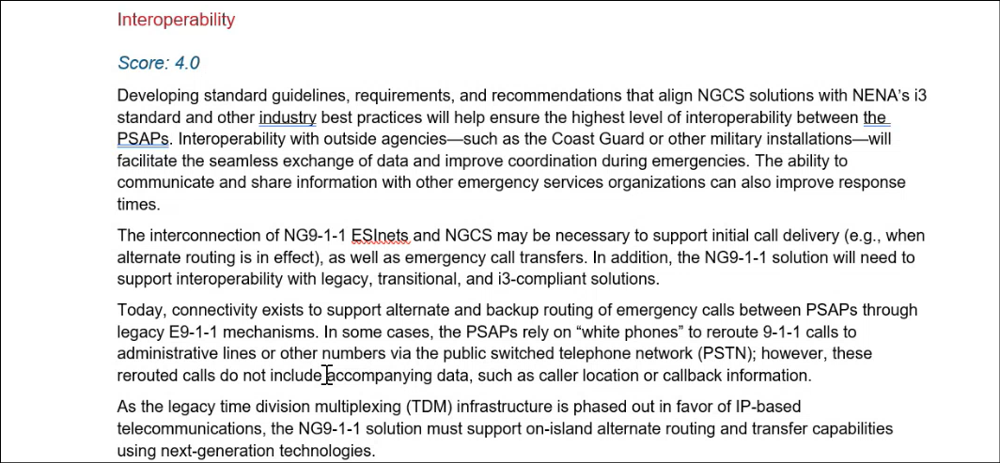 Interoperability
Score: 4.0
Developing standard guidelines, requirements, and recommendations that align NGCS solutions with NENA’s i3
standard and other industry best practices will help ensure the highest level of interoperability between the
PSAPs. Interoperability with outside agencies—such as the Coast Guard or other military installations—will
facilitate the seamless exchange of data and improve coordination during emergencies. The ability to
communicate and share information with other emergency services organizations can also improve response
times.
The interconnection of NG9-1-1 ESInets and NGCS may be necessary to support initial call delivery (e.g., when
alternate routing is in effect), as well as emergency call transfers. In addition, the NG9-1-1 solution will need to
support interoperability with legacy, transitional, and i3-compliant solutions.
Today, connectivity exists to support alternate and backup routing of emergency calls between PSAPs through
legacy E9-1-1 mechanisms. In some cases, the PSAPs rely on “white phones” to reroute 9-1-1 calls to
administrative lines or other numbers via the public switched telephone network (PSTN); however, these
rerouted calls do not include accompanying data, such as caller location or callback information.
As the legacy time division multiplexing (TDM) infrastructure is phased out in favor of IP-based
telecommunications, the NG9-1-1 solution must support on-island alternate routing and transfer capabilities
using next-generation technologies.